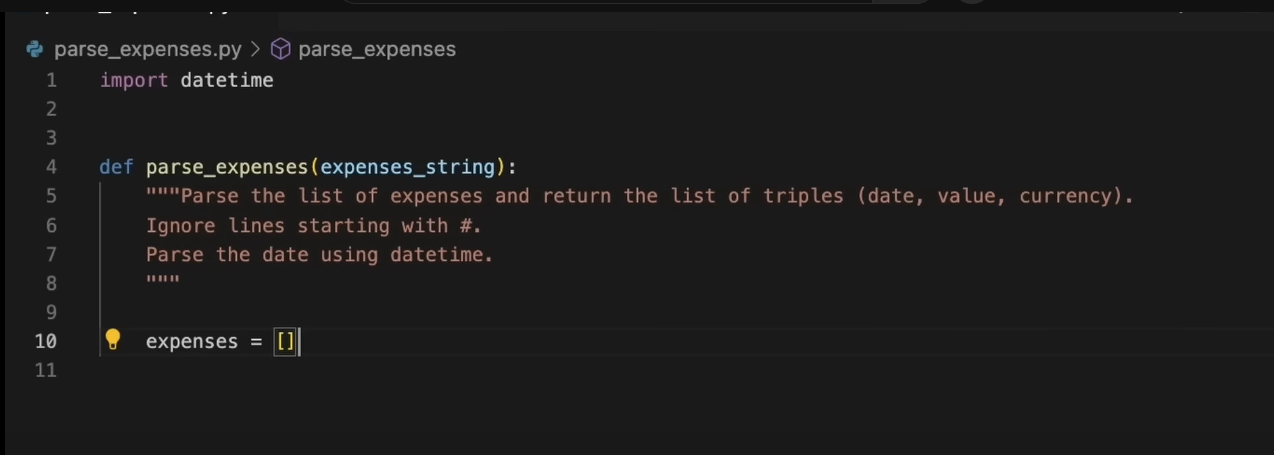 parse_expenses.py > parse_expenses
1 import datetime
2
3
4 def parse_expenses(expenses_string):
5 """Parse the list of expenses and return the list of triples (date, value, currency).
6 Ignore lines starting with #.
7 Parse the date using datetime.
8 """
9
10 expenses = []
11